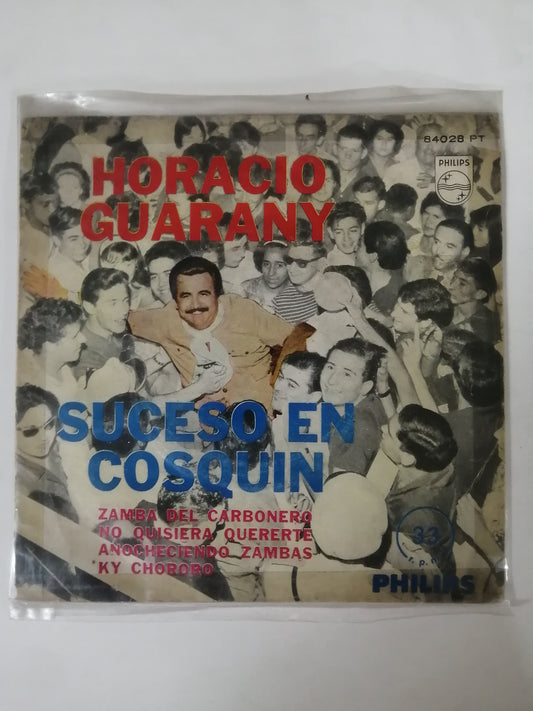 84028 PT
PHILIPS
HORACIO
GUARANY
SUCESO EN
COSQUIN
ZAMBA DEL CARBONERO
NO QUISIERA QUERERTE
AÑOCHECIENDO ZAMBAS
KY CHORORO
33
r.p.m
PHILIPS